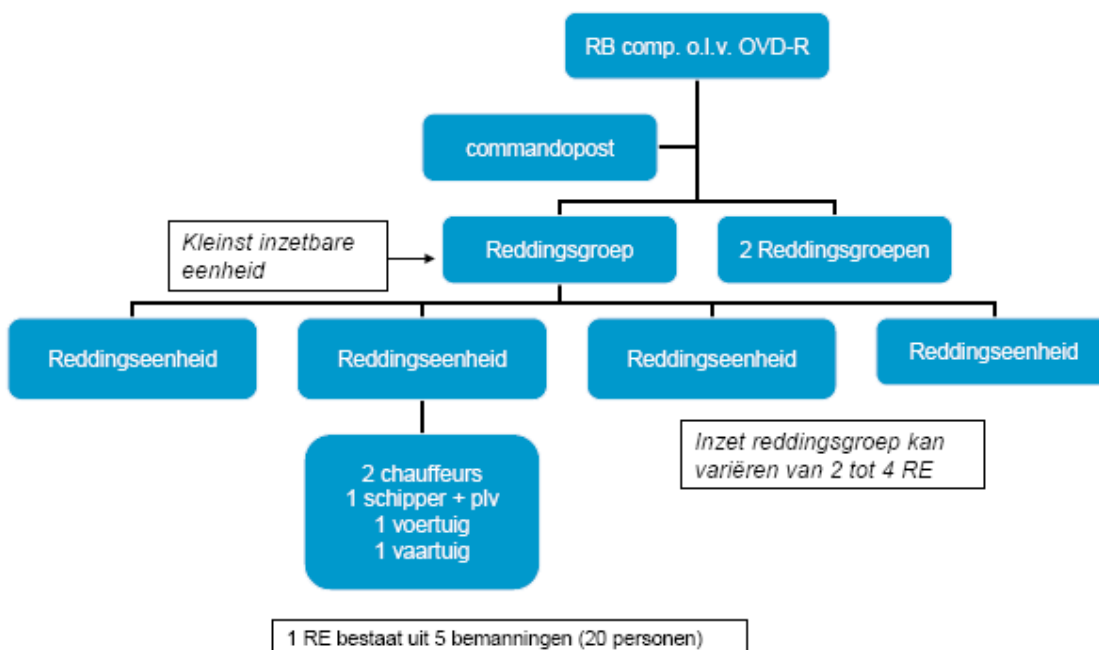 RB comp. o.l.v. OVD-R
commandopost
Kleinst inzetbare
eenheid
Reddingsgroep
2 Reddingsgroepen
Reddingseenheid
Reddingseenheid
Reddingseenheid
Reddingseenheid
2 chauffeurs
1 schipper + plv
1 voertuig
1 vaartuig
Inzet reddingsgroep kan
variëren van 2 tot 4 RE
1 RE bestaat uit 5 bemanningen (20 personen)